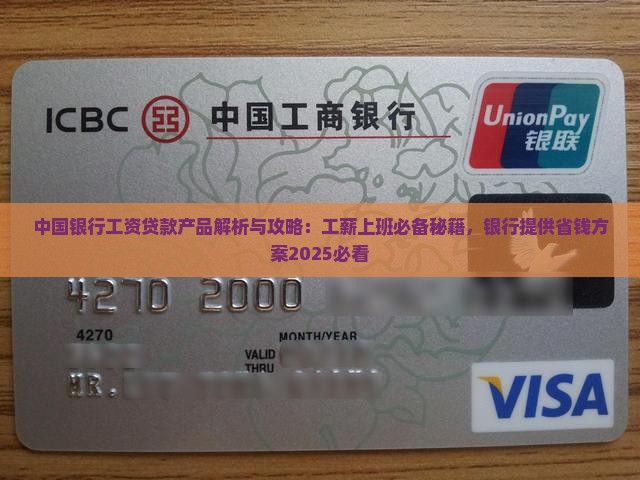 UnionPay
ICBC 中国工商银行
银联
中国银行工资贷款产品解析与攻略：工薪上班必备秘籍，银行提供省钱方
案2025必看
4270 2000
4270
MONTH/YEAR
VALID
THRU
MR.
VISA